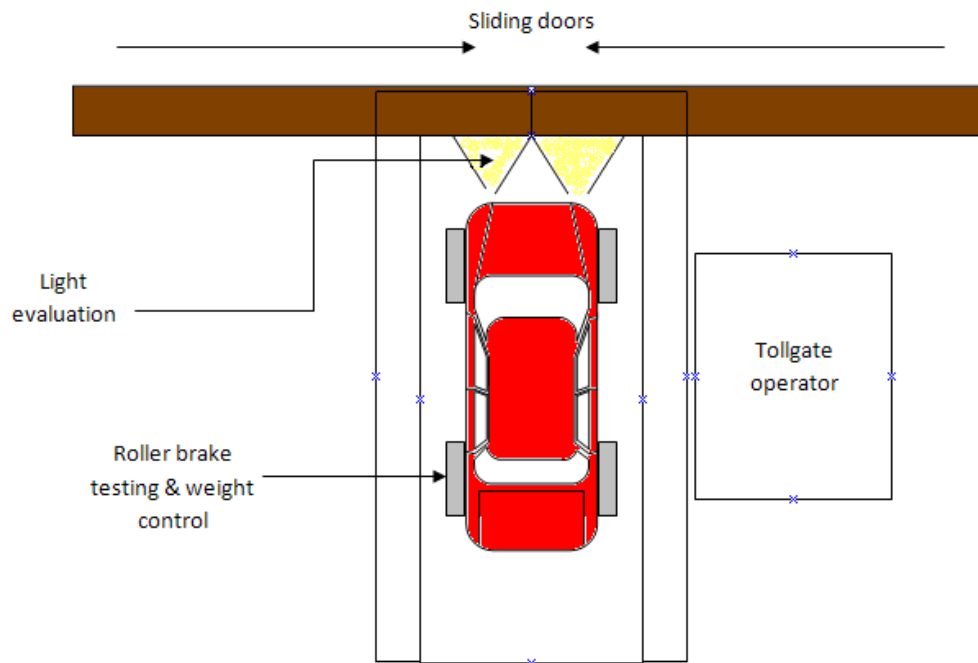 Sliding doors
Light
evaluation
Tollgate
operator
Roller brake
testing & weight
control